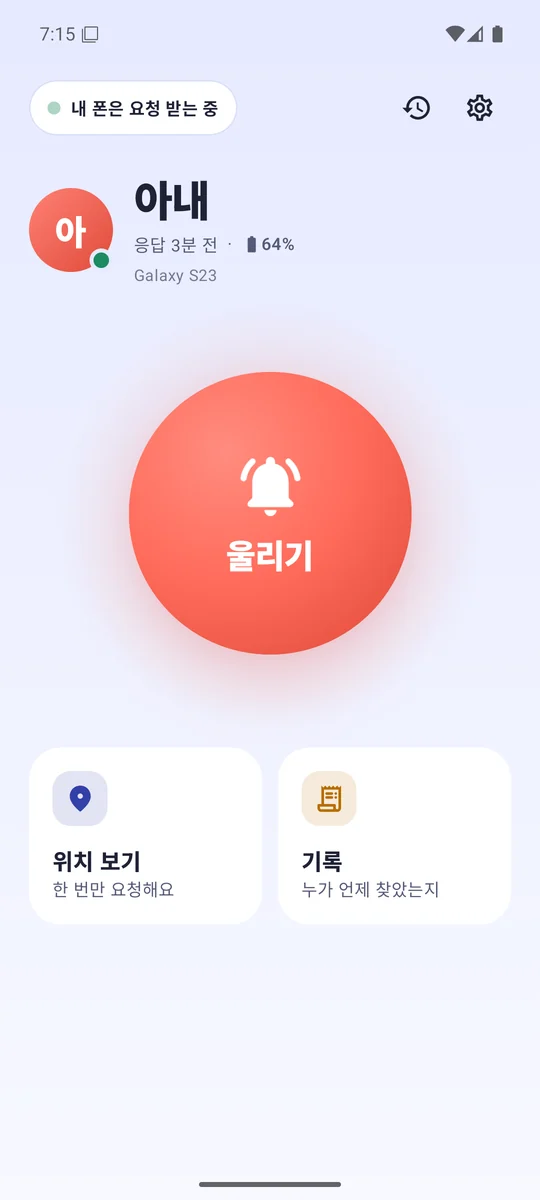 7:15
내 폰은 요청 받는 중
아
아내
응답 3분 전 · 64%
Galaxy S23
울리기
위치 보기
한 번만 요청해요
기록
누가 언제 찾았는지